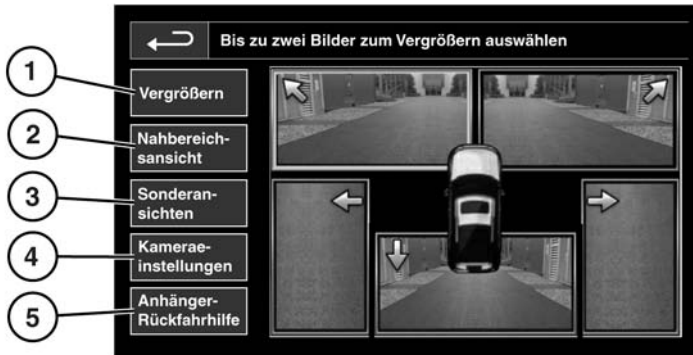 Bis zu zwei Bilder zum Vergrößern auswählen
1
Vergrößern
2
Nahbereich-
sansicht
3
Sonderan-
sichten
4
Kamerae-
instellungen
5
Anhänger-
Rückfahrhilfe